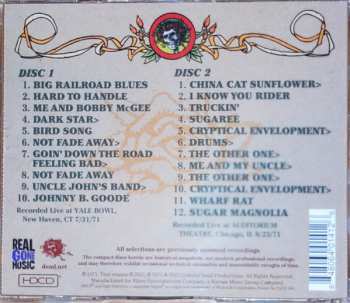 DISC 1
1. BIG RAILROAD BLUES
2. HARD TO HANDLE
3. ME AND BOBBY McGEE
4. DARK STAR>
5. BIRD SONG
6. NOT FADE AWAY>
7. GOIN' DOWN THE ROAD
FEELING BAD>
8. NOT FADE AWAY
9. UNCLE JOHN'S BAND>
10. JOHNNY B. GOODE
Recorded Live at YALE BOWL,
New Haven, CT 7/31/71
DISC 2
1. CHINA CAT SUNFLOWER>
2. I KNOW YOU RIDER
3. TRUCKIN'
4. SUGAREE
5. CRYPTICAL ENVELOPMENT>
6. DRUMS>
7. THE OTHER ONE>
8. ME AND MY UNCLE>
9. THE OTHER ONE>
10. CRYPTICAL ENVELOPMENT>
11. WHARF RAT
12. SUGAR MAGNOLIA
Recorded Live at AUDITORIUM
THEATRE, Chicago, IL 8/23/71
REAL
GONE
MUSIC
dead.net
HDCD
All selections are previously unissued recordings.